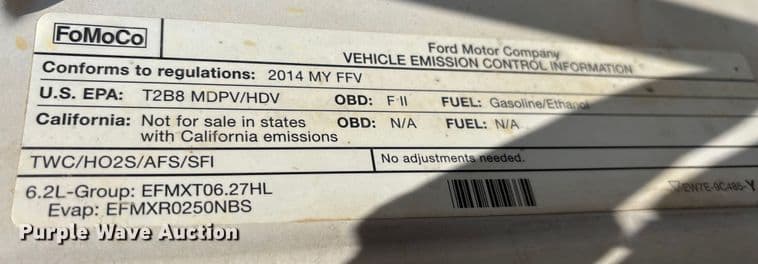 FoMoCo
Ford Motor Company
VEHICLE EMISSION CONTROL INFORMATION
Conforms to regulations: 2014 MY FFV
U.S. EPA: T2B8 MDPV/HDV OBD: F II FUEL: Gasoline/Ethanol
California: Not for sale in states OBD: N/A FUEL: N/A
with California emissions
TWC/HO2S/AFS/SFI No adjustments needed.
6.2L-Group: EFMXT06.27HL
Evap: EFMXR0250NBS
EW7E-9C485-Y
Purple Wave Auction